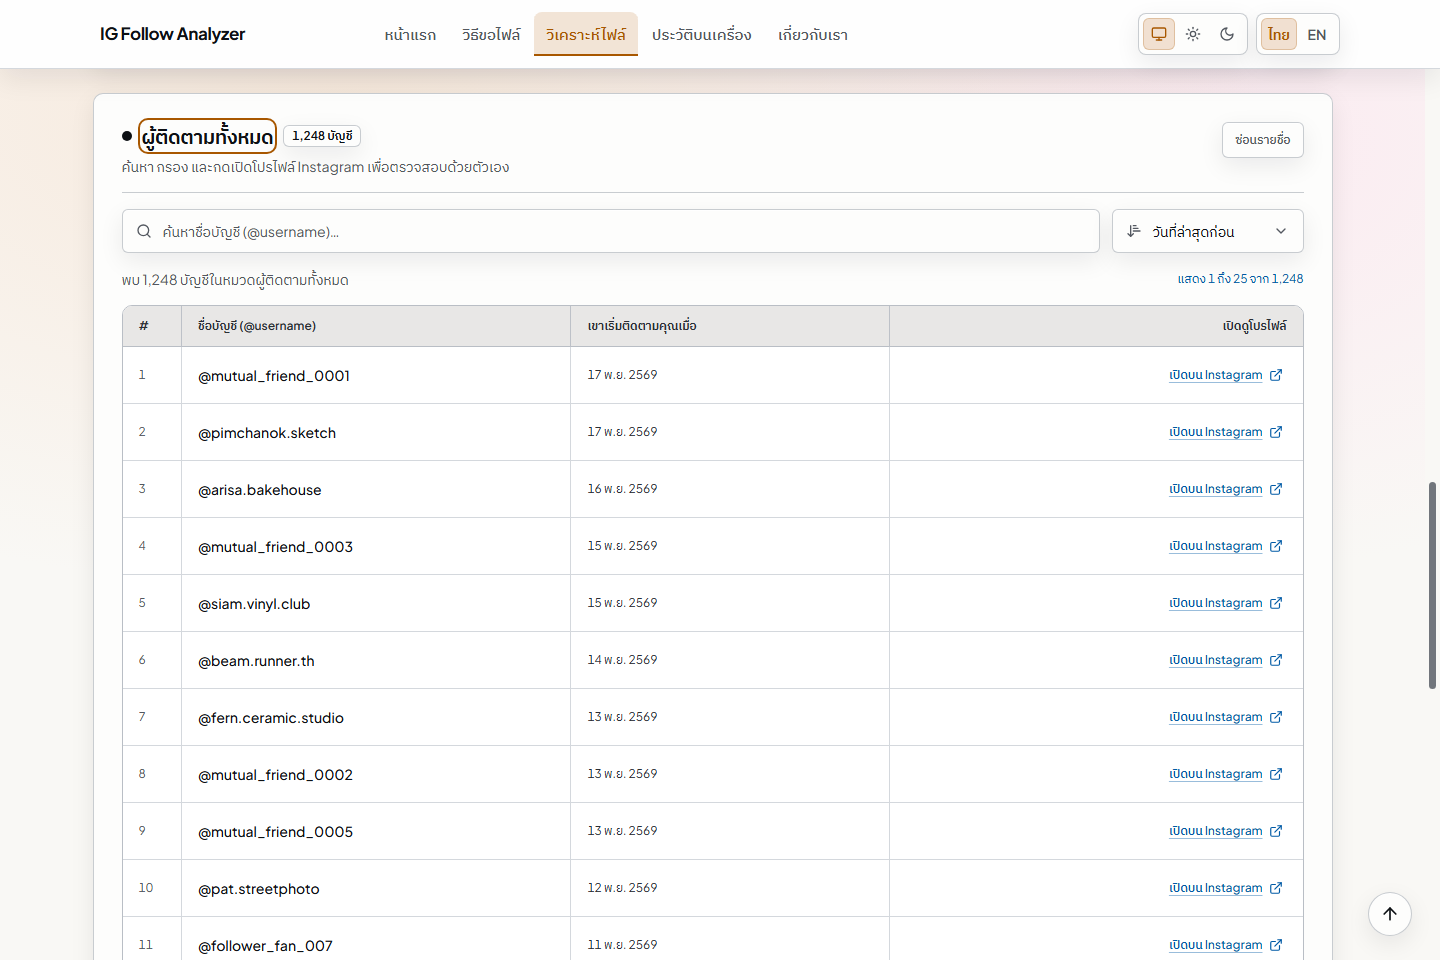 IG Follow Analyzer
หน้าแรก วิธีขอไฟล์ วิเคราะห์ไฟล์ ประวัติบนเครื่อง เกี่ยวกับเรา
ไทย EN
ผู้ติดตามทั้งหมด 1,248 บัญชี
ค้นหา กรอง และกดเปิดโปรไฟล์ Instagram เพื่อตรวจสอบด้วยตัวเอง
ซ่อนรายชื่อ
ค้นหาชื่อบัญชี (@username)...
วันที่ล่าสุดก่อน
พบ 1,248 บัญชีในหมวดผู้ติดตามทั้งหมด
แสดง 1 ถึง 25 จาก 1,248
# ชื่อบัญชี (@username) เขาเริ่มติดตามคุณเมื่อ เปิดดูโปรไฟล์
1 @mutual_friend_0001 17 พ.ย. 2569 เปิดบน Instagram
2 @pimchanok.sketch 17 พ.ย. 2569 เปิดบน Instagram
3 @arisa.bakehouse 16 พ.ย. 2569 เปิดบน Instagram
4 @mutual_friend_0003 15 พ.ย. 2569 เปิดบน Instagram
5 @siam.vinyl.club 15 พ.ย. 2569 เปิดบน Instagram
6 @beam.runner.th 14 พ.ย. 2569 เปิดบน Instagram
7 @fern.ceramic.studio 13 พ.ย. 2569 เปิดบน Instagram
8 @mutual_friend_0002 13 พ.ย. 2569 เปิดบน Instagram
9 @mutual_friend_0005 13 พ.ย. 2569 เปิดบน Instagram
10 @pat.streetphoto 12 พ.ย. 2569 เปิดบน Instagram
11 @follower_fan_007 11 พ.ย. 2569 เปิดบน Instagram